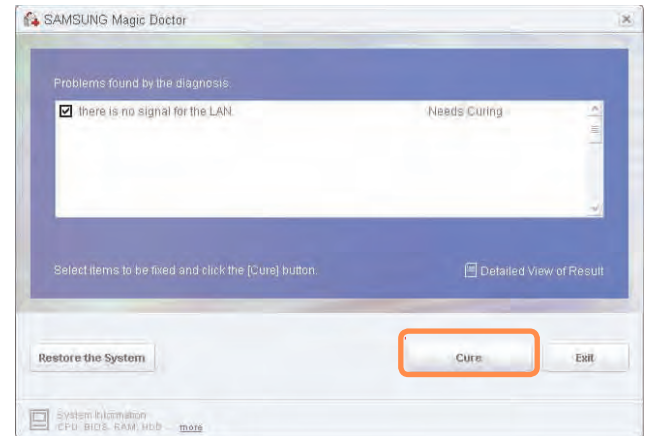 SAMSUNG Magic Doctor
Problems found by the diagnosis.
there is no signal for the LAN. Needs Curing
Select items to be fixed and click the [Cure] button. Detailed View of Result
Restore the System Cure Exit
System Information
CPU, BIOS, RAM, HDD ... more